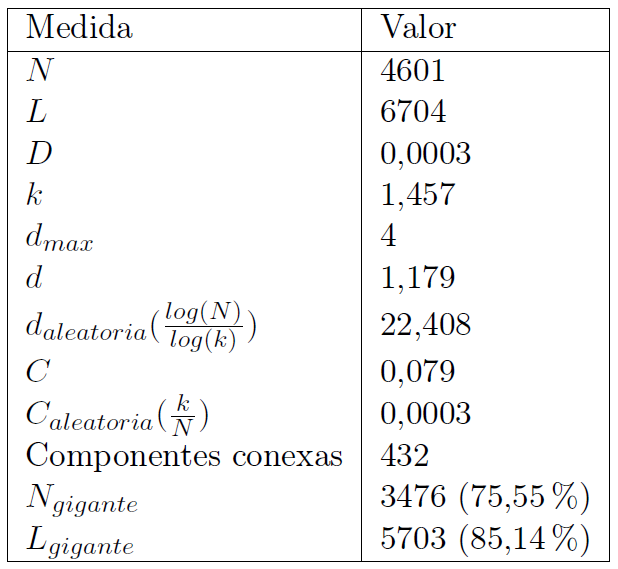 Medida Valor
N 4601
L 6704
D 0,0003
k 1,457
d_{max} 4
d 1,179
d_{aleatoria}(\frac{log(N)}{log(k)}) 22,408
C 0,079
C_{aleatoria}(\frac{k}{N}) 0,0003
Componentes conexas 432
N_{gigante} 3476 (75,55 %)
L_{gigante} 5703 (85,14 %)